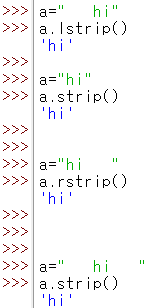 >>> a="   hi"
>>> a.lstrip()
'hi'
>>>
>>> a="hi"
>>> a.strip()
'hi'
>>>
>>>
>>> a="hi   "
>>> a.rstrip()
'hi'
>>>
>>>
>>>
>>> a="   hi   "
>>> a.strip()
'hi'